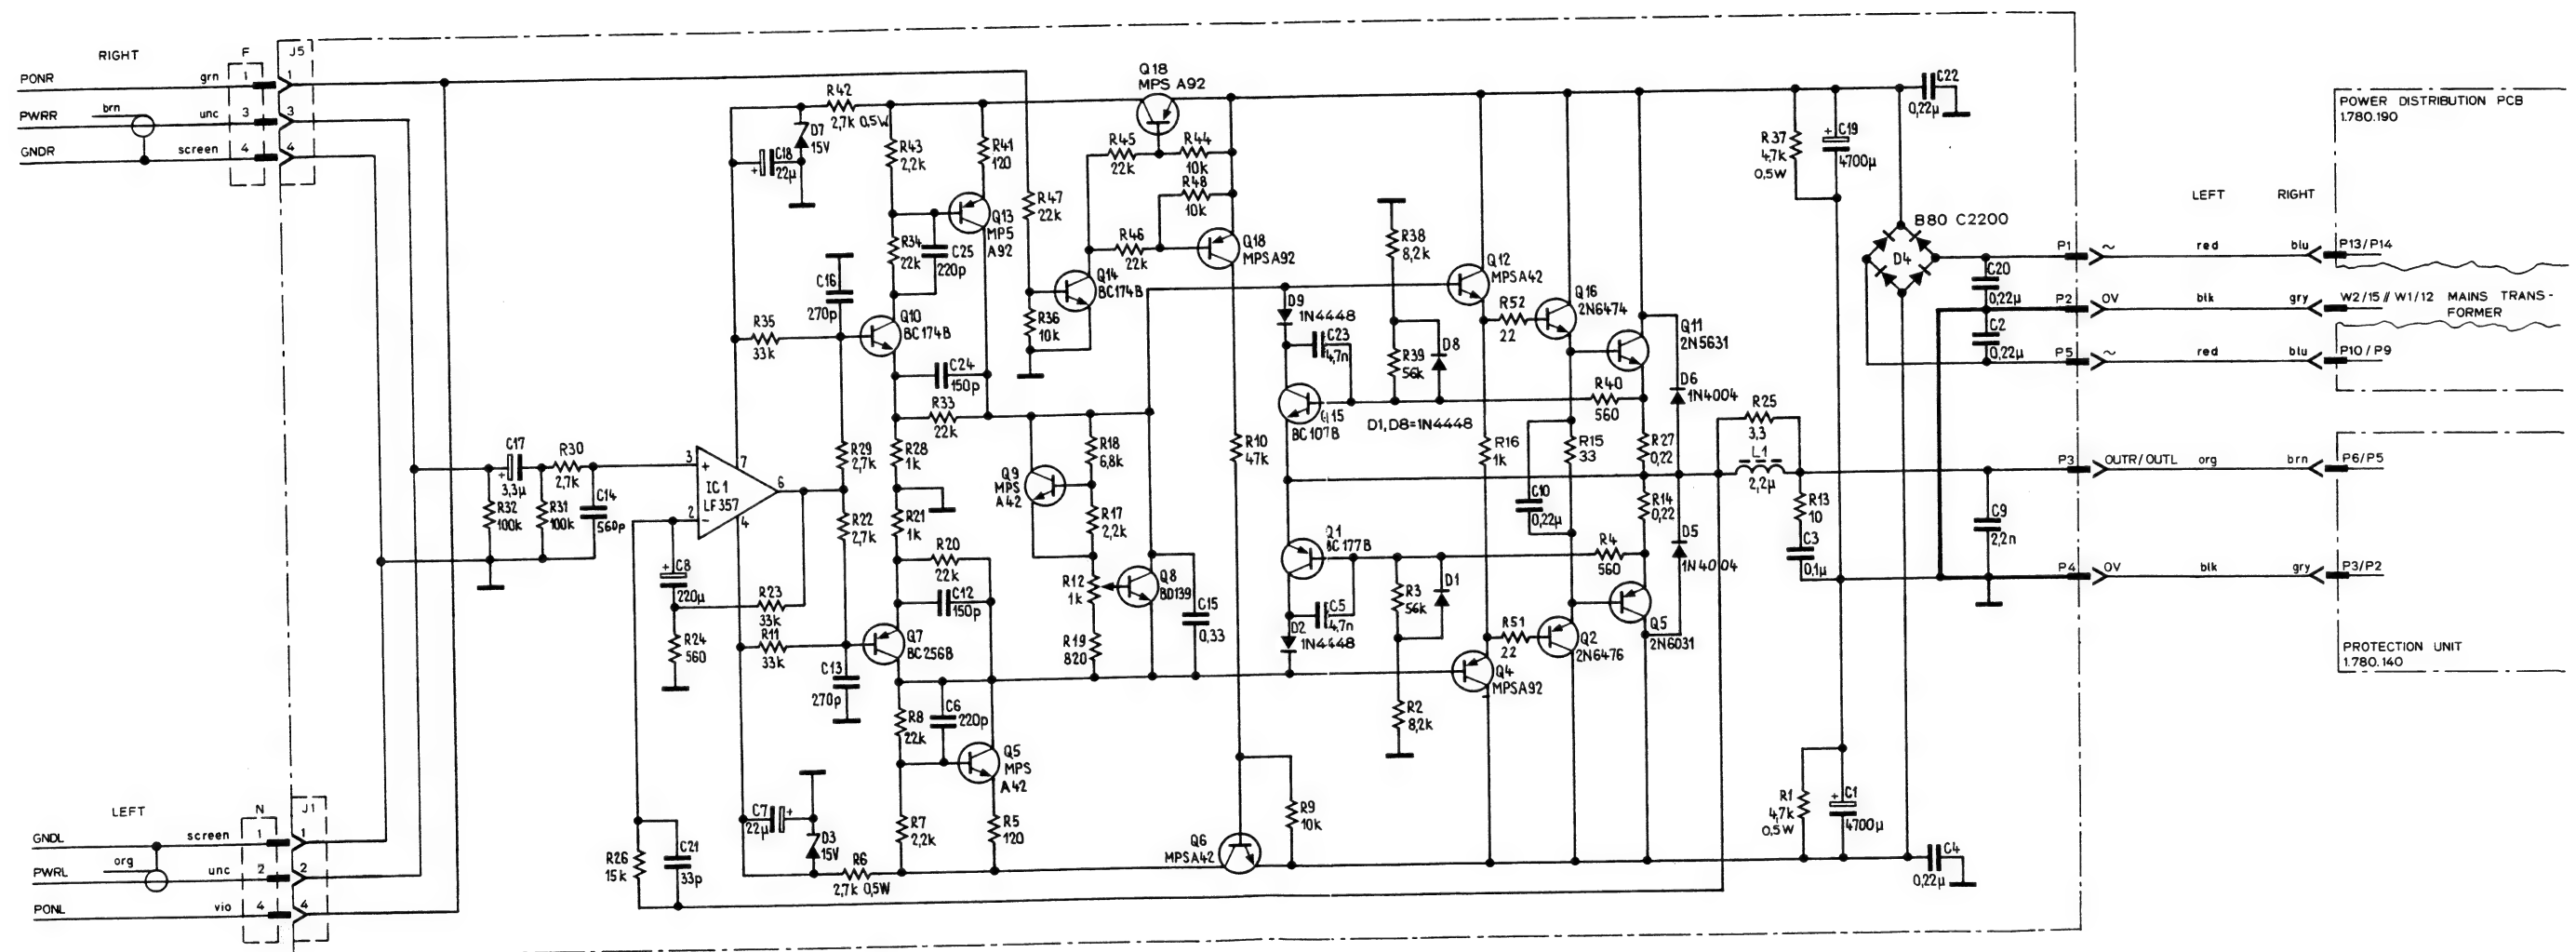 RIGHT
F
J5
PONR
grn
1
1
PWRR
brn
unc
3
3
GNDR
screen
4
4
LEFT
N
J1
GNDL
screen
1
1
PWRL
org
unc
2
2
PONL
vio
4
4
C17
3,3µ
R30
2,7k
R32
100k
R31
100k
C14
560p
3
+
2
-
7
6
4
IC1
LF357
+
C8
220µ
R24
560
R23
33k
R11
33k
R26
15k
C21
33p
R42
2,7k 0,5W
D7
15V
+
C18
22µ
R35
33k
C16
270p
R29
2,7k
R22
2,7k
C13
270p
C7
22µ
+
D3
15V
R6
2,7k 0,5W
R43
2,2k
R41
120
R34
22k
C25
220p
Q13
MP5
A92
Q10
BC174B
C24
150p
R33
22k
R28
1k
R21
1k
R20
22k
C12
150p
Q7
BC256B
R8
22k
C6
220p
Q5
MPS
A42
R7
2,2k
R5
120
Q18
MPS A92
R45
22k
R44
10k
R48
10k
R47
22k
R46
22k
Q18
MPSA92
Q14
BC174B
R36
10k
Q9
MPS
A42
R18
6,8k
R17
2,2k
R12
1k
R19
820
Q8
BD139
C15
0,33
R10
47k
Q6
MPSA42
R9
10k
R38
8,2k
D9
1N4448
C23
4,7n
R39
56k
D8
Q15
BC107B
D1,D8=1N4448
Q1
BC177B
C5
4,7n
D2
1N4448
R3
56k
D1
R2
8,2k
Q12
MPSA42
R52
22
Q16
2N6474
Q11
2N5631
R40
560
D6
1N4004
R16
1k
R15
33
R27
0,22
C10
0,22µ
R14
0,22
D5
1N4004
R4
560
R51
22
Q2
2N6476
Q5
2N6031
Q4
MPSA92
R25
3,3
L1
2,2µ
R13
10
C3
0,1µ
C9
2,2n
R37
4,7k
0,5W
+
C19
4700µ
C22
0,22µ
B80 C2200
D4
C20
0,22µ
C2
0,22µ
R1
4,7k
0,5W
+
C1
4700µ
C4
0,22µ
LEFT
RIGHT
P1
~
red
blu
P13/P14
P2
0V
blk
gry
W2/15 // W1/12 MAINS TRANS-
FORMER
P5
~
red
blu
P10/P9
P3
OUTR/OUTL
org
brn
P6/P5
P4
0V
blk
gry
P3/P2
POWER DISTRIBUTION PCB
1.780.190
PROTECTION UNIT
1.780.140